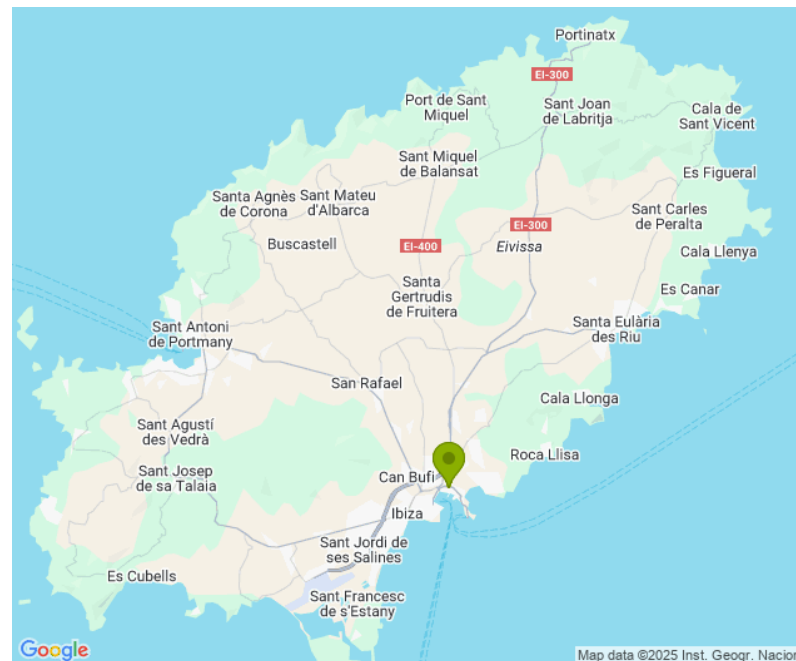 Portinatx
EI-300
Port de Sant
Miquel
Sant Joan
de Labritja
Cala de
Sant Vicent
Sant Miquel
de Balansat
Es Figueral
Santa Agnès
de Corona
Sant Mateu
d'Albarca
Sant Carles
de Peralta
EI-300
Buscastell
EI-400
Eivissa
Cala Llenya
Santa
Gertrudis
de Fruitera
Es Canar
Sant Antoni
de Portmany
Santa Eulària
des Riu
San Rafael
Cala Llonga
Sant Agustí
des Vedrà
Roca Llisa
Sant Josep
de sa Talaia
Can Bufi
Ibiza
Sant Jordi de
ses Salines
Es Cubells
Sant Francesc
de s'Estany
Google
Map data ©2025 Inst. Geogr. Nacion